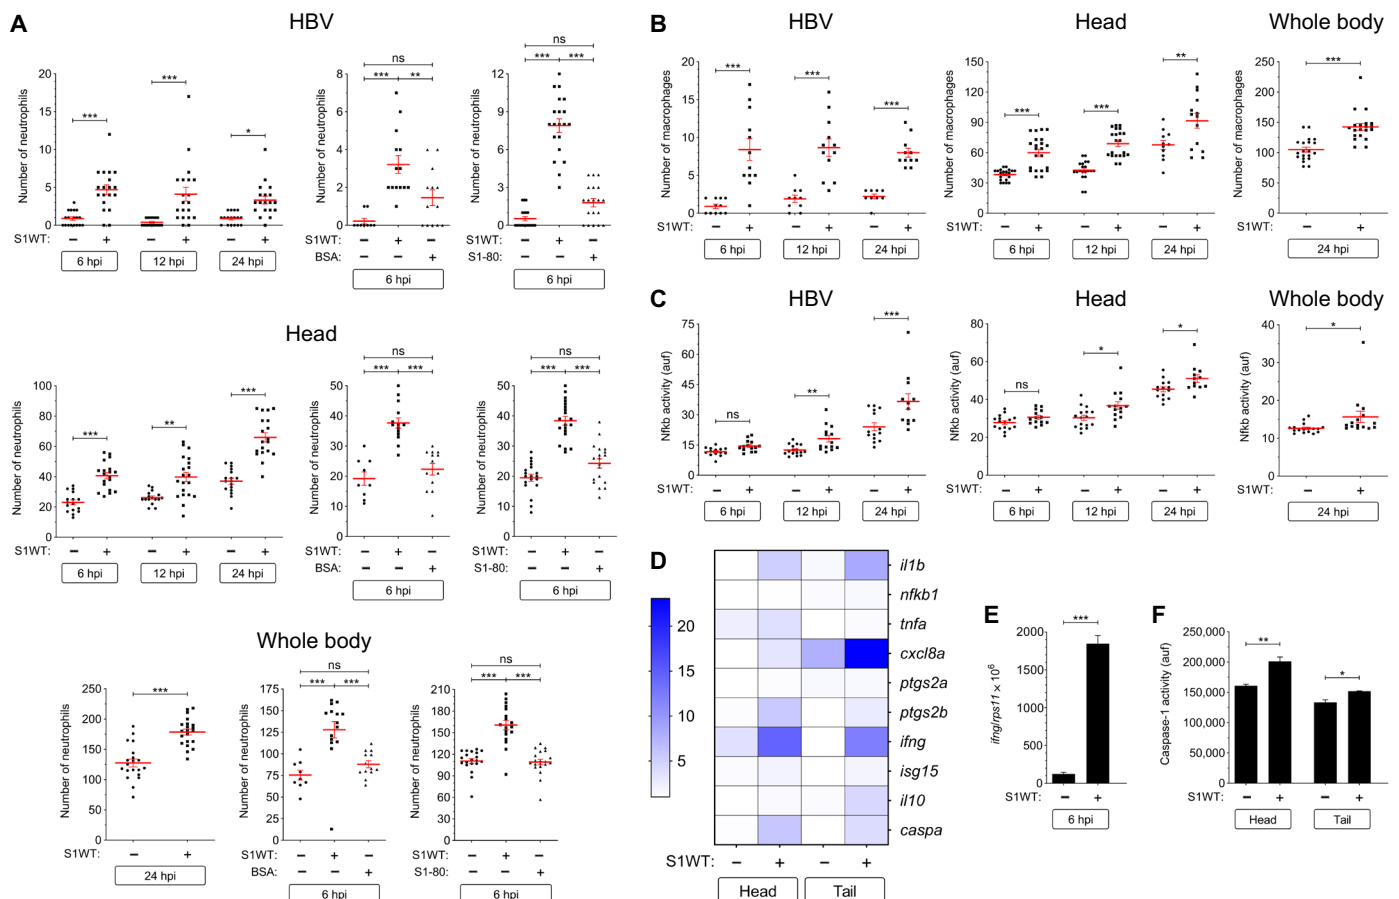 A
HBV
Number of neutrophils
20
15
10
5
0
***
***
*
S1WT: – + – + – +
6 hpi 12 hpi 24 hpi
Number of neutrophils
8
6
4
2
0
ns
*** **
S1WT: – + –
BSA: – – +
6 hpi
Number of neutrophils
12
10
8
6
4
2
0
ns
*** ***
S1WT: – + –
S1-80: – – +
6 hpi
Head
Number of neutrophils
100
80
60
40
20
0
***
**
***
S1WT: – + – + – +
6 hpi 12 hpi 24 hpi
Number of neutrophils
50
40
30
20
10
0
ns
*** ***
S1WT: – + –
BSA: – – +
6 hpi
Number of neutrophils
50
40
30
20
10
0
ns
*** ***
S1WT: – + –
S1-80: – – +
6 hpi
Whole body
Number of neutrophils
250
200
150
100
50
0
***
S1WT: – +
24 hpi
Number of neutrophils
175
150
125
100
75
50
25
0
ns
*** ***
S1WT: – + –
BSA: – – +
6 hpi
Number of neutrophils
210
180
150
120
90
60
30
0
ns
*** ***
S1WT: – + –
S1-80: – – +
6 hpi
B
HBV
Number of macrophages
20
15
10
5
0
***
***
***
S1WT: – + – + – +
6 hpi 12 hpi 24 hpi
Head
Number of macrophages
150
120
90
60
30
0
***
***
**
S1WT: – + – + – +
6 hpi 12 hpi 24 hpi
Whole body
Number of macrophages
250
200
150
100
50
0
***
S1WT: – +
24 hpi
C
HBV
Nfkb activity (auf)
75
60
45
30
15
0
ns
**
***
S1WT: – + – + – +
6 hpi 12 hpi 24 hpi
Head
Nfkb activity (auf)
100
80
60
40
20
0
ns
*
*
S1WT: – + – + – +
6 hpi 12 hpi 24 hpi
Whole body
Nfkb activity (auf)
40
30
20
10
0
*
S1WT: – +
24 hpi
D
20
15
10
5
1
il1b
nfkb1
tnfa
cxcl8a
ptgs2a
ptgs2b
ifng
isg15
il10
caspa
S1WT: – + – +
Head Tail
E
ifng/rps11 × 10⁶
2000
1500
1000
500
0
***
S1WT: – +
6 hpi
F
Caspase-1 activity (auf)
250,000
200,000
150,000
100,000
50,000
0
**
*
S1WT: – + – +
Head Tail